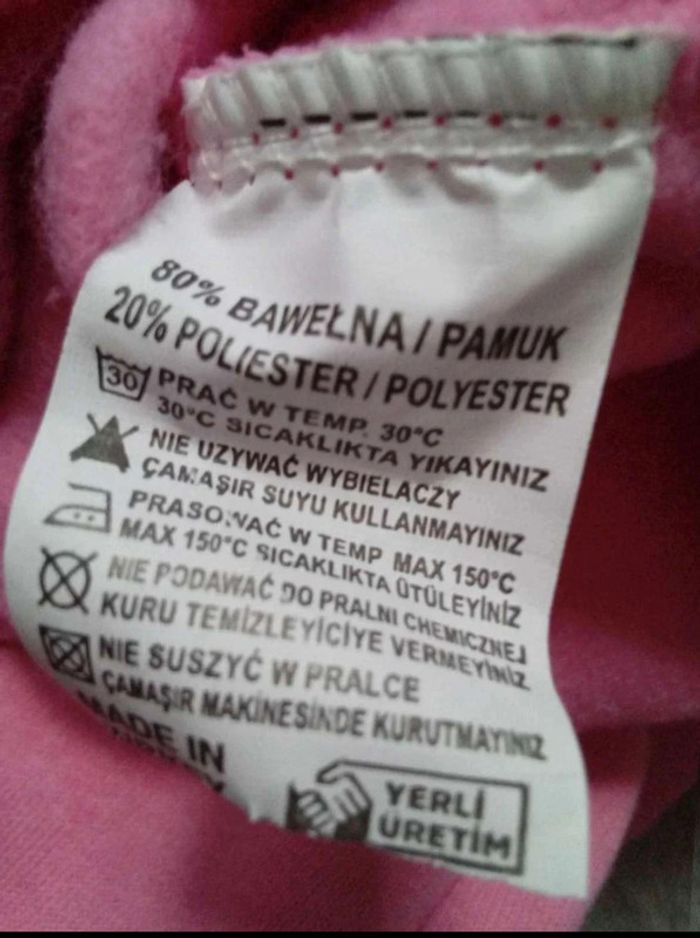 80% BAWEŁNA / PAMUK
20% POLIESTER / POLYESTER
30 PRAĆ W TEMP. 30°C
30°C SICAKLIKTA YIKAYINIZ
NIE UZYWAĆ WYBIELACZY
ÇAMAŞIR SUYU KULLANMAYINIZ
PRASOWAĆ W TEMP MAX 150°C
MAX 150°C SICAKLIKTA ÜTÜLEYİNİZ
NIE PODAWAĆ DO PRALNI CHEMICZNEJ
KURU TEMİZLEYİCİYE VERMEYİNİZ
NIE SUSZYĆ W PRALCE
ÇAMAŞIR MAKİNESİNDE KURUTMAYINIZ
MADE IN
YERLİ
ÜRETİM